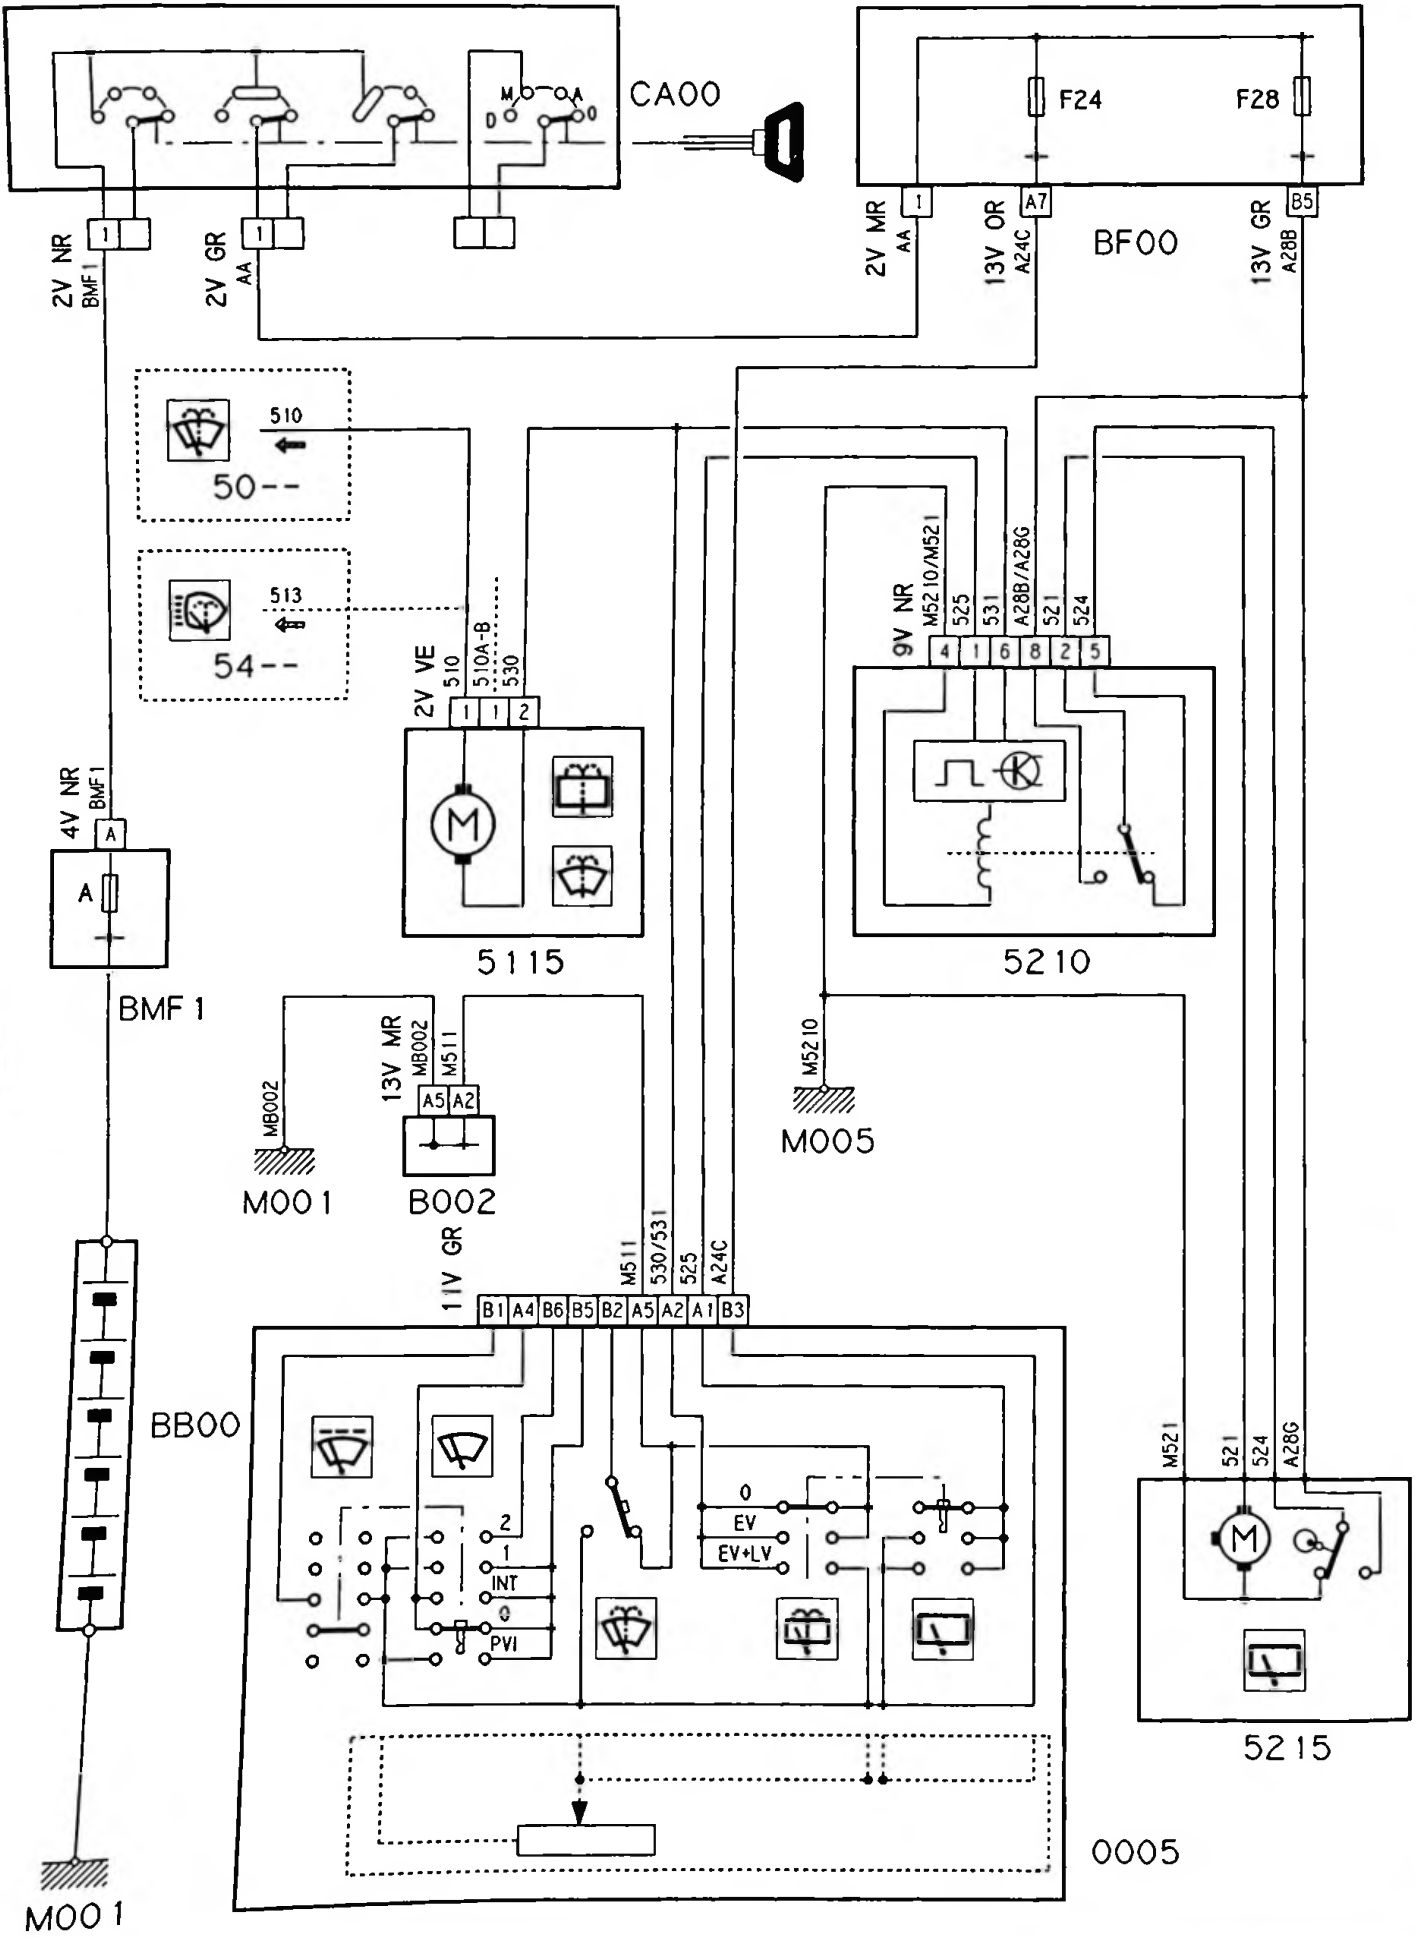 CA00
M
A
D
0
F24
F28
1
A7
B5
BF00
2V NR
BMF1
1
2V GR
AA
1
2V MR
AA
13V OR
A24C
13V GR
A28B
510
50--
513
54--
9V NR
M5210/M521
525
531
A28B/A28G
521
524
4
1
6
8
2
5
2V VE
510
510A-B
530
1
1
2
M
5115
5210
4V NR
BMF1
A
A
BMF1
13V MR
MB002
M511
A5
A2
MB002
M001
B002
M5210
M005
11V GR
M511
530/531
525
A24C
B1
A4
B6
B5
B2
A5
A2
A1
B3
BB00
2
1
INT
0
PVI
0
EV
EV+LV
M521
521
524
A28G
M
5215
0005
M001